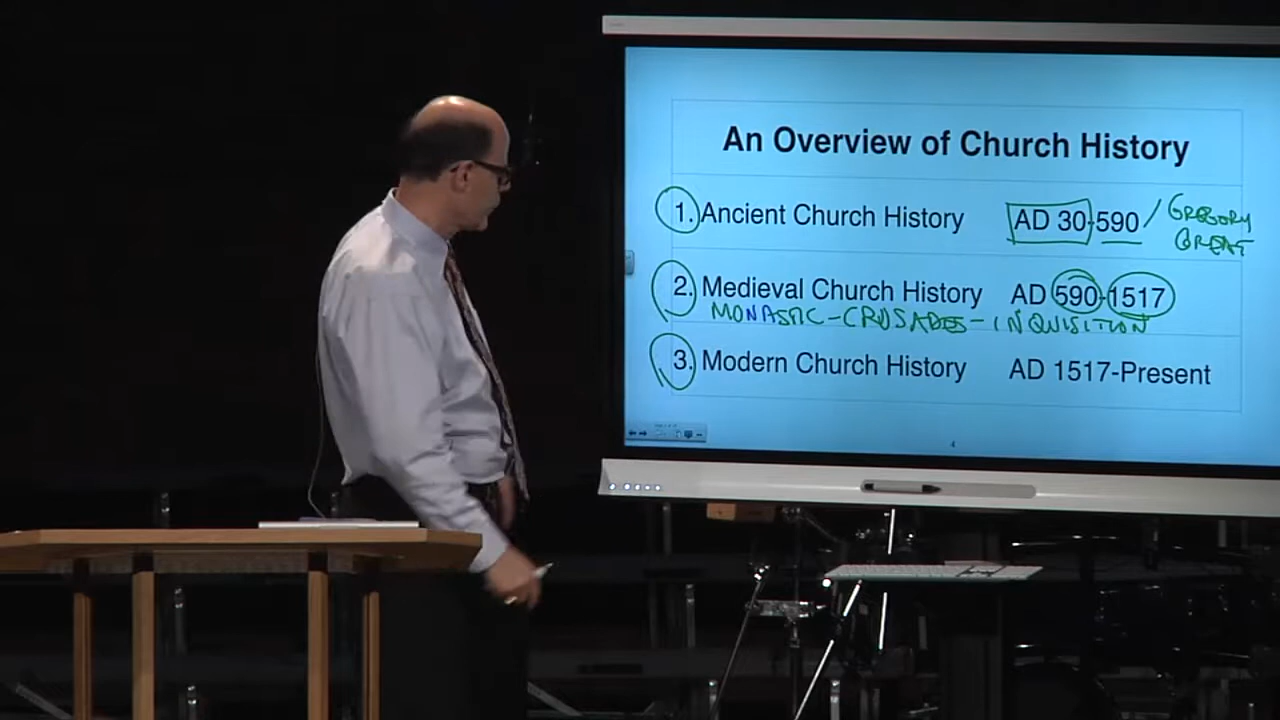 An Overview of Church History
1. Ancient Church History AD 30-590 / GREGORY
GREAT
2. Medieval Church History AD 590-1517
MONASTIC-CRUSADES-INQUISITION
3. Modern Church History AD 1517-Present
4